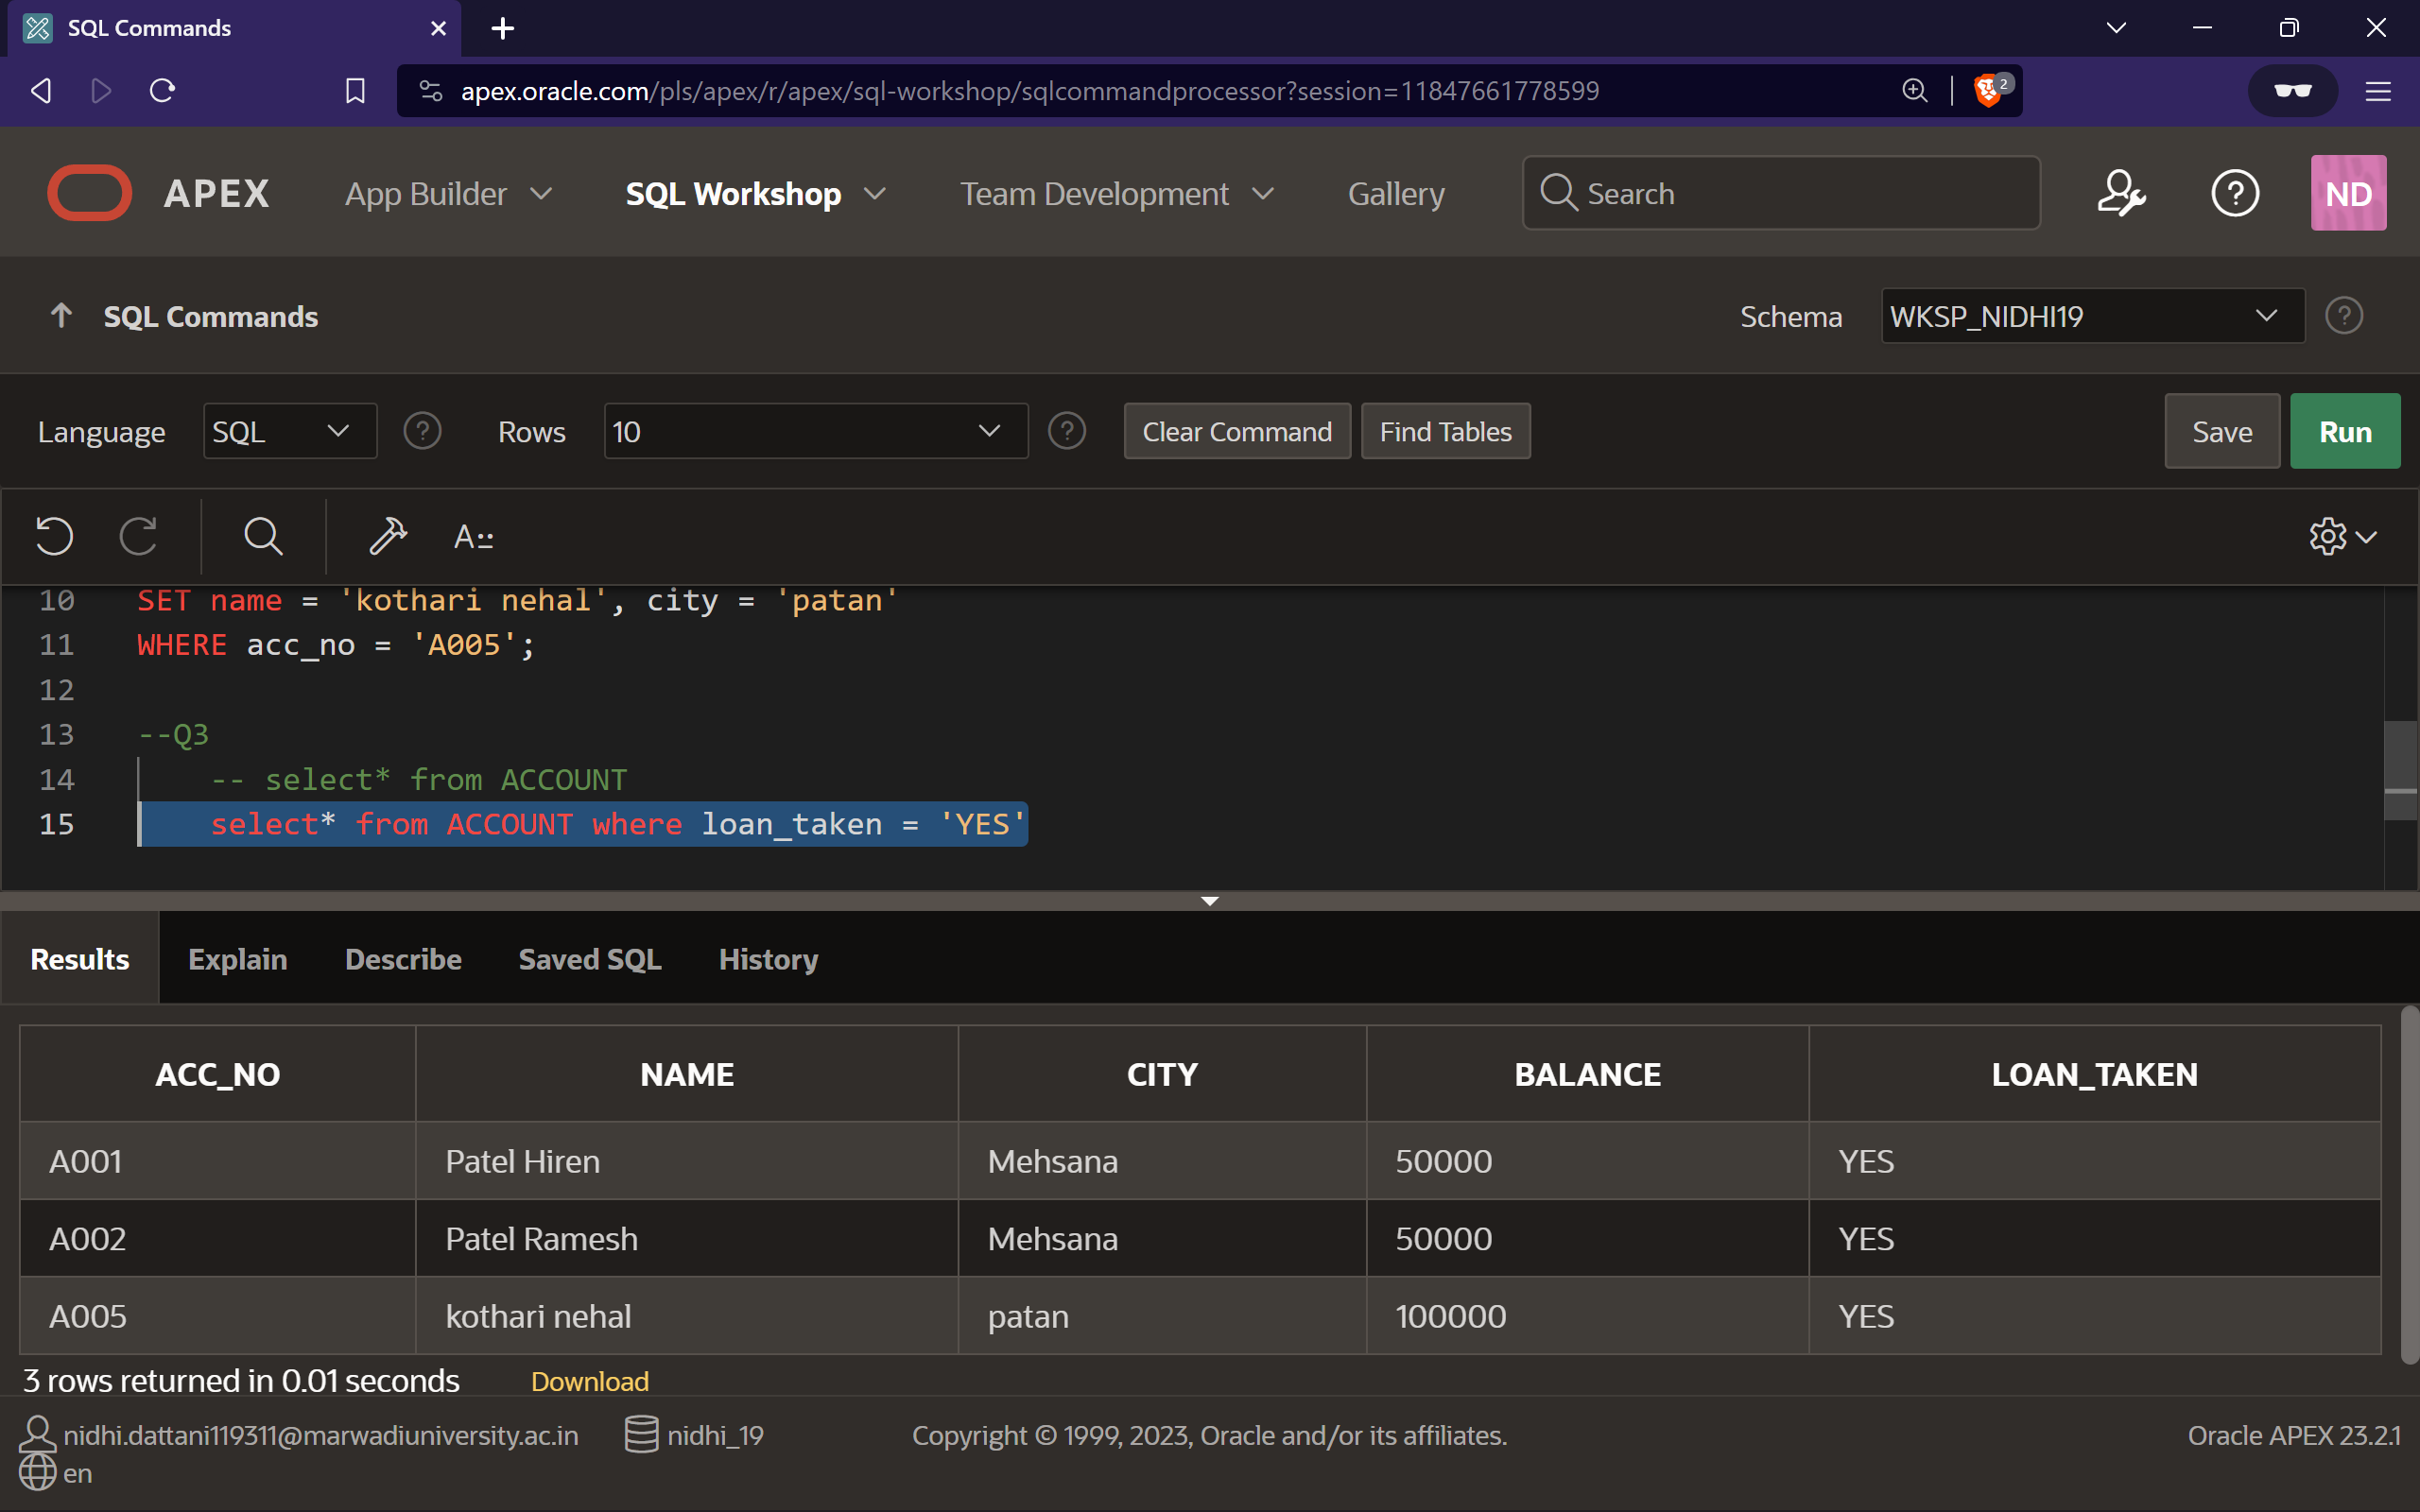 SQL Commands
apex.oracle.com/pls/apex/r/apex/sql-workshop/sqlcommandprocessor?session=11847661778599
2
APEX App Builder SQL Workshop Team Development Gallery Search ND
SQL Commands Schema WKSP_NIDHI19
Language SQL Rows 10 Clear Command Find Tables Save Run
A
10 SET name = 'kothari nehal', city = 'patan'
11 WHERE acc_no = 'A005';
12
13 --Q3
14 -- select* from ACCOUNT
15 select* from ACCOUNT where loan_taken = 'YES'
Results Explain Describe Saved SQL History
ACC_NO NAME CITY BALANCE LOAN_TAKEN
A001 Patel Hiren Mehsana 50000 YES
A002 Patel Ramesh Mehsana 50000 YES
A005 kothari nehal patan 100000 YES
3 rows returned in 0.01 seconds Download
nidhi.dattani119311@marwadiuniversity.ac.in nidhi_19 Copyright © 1999, 2023, Oracle and/or its affiliates. Oracle APEX 23.2.1
en